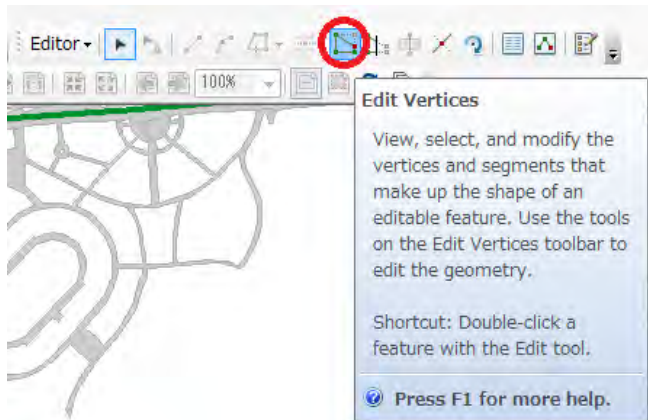 Editor
100%
Edit Vertices
View, select, and modify the
vertices and segments that
make up the shape of an
editable feature. Use the tools
on the Edit Vertices toolbar to
edit the geometry.
Shortcut: Double-click a
feature with the Edit tool.
Press F1 for more help.